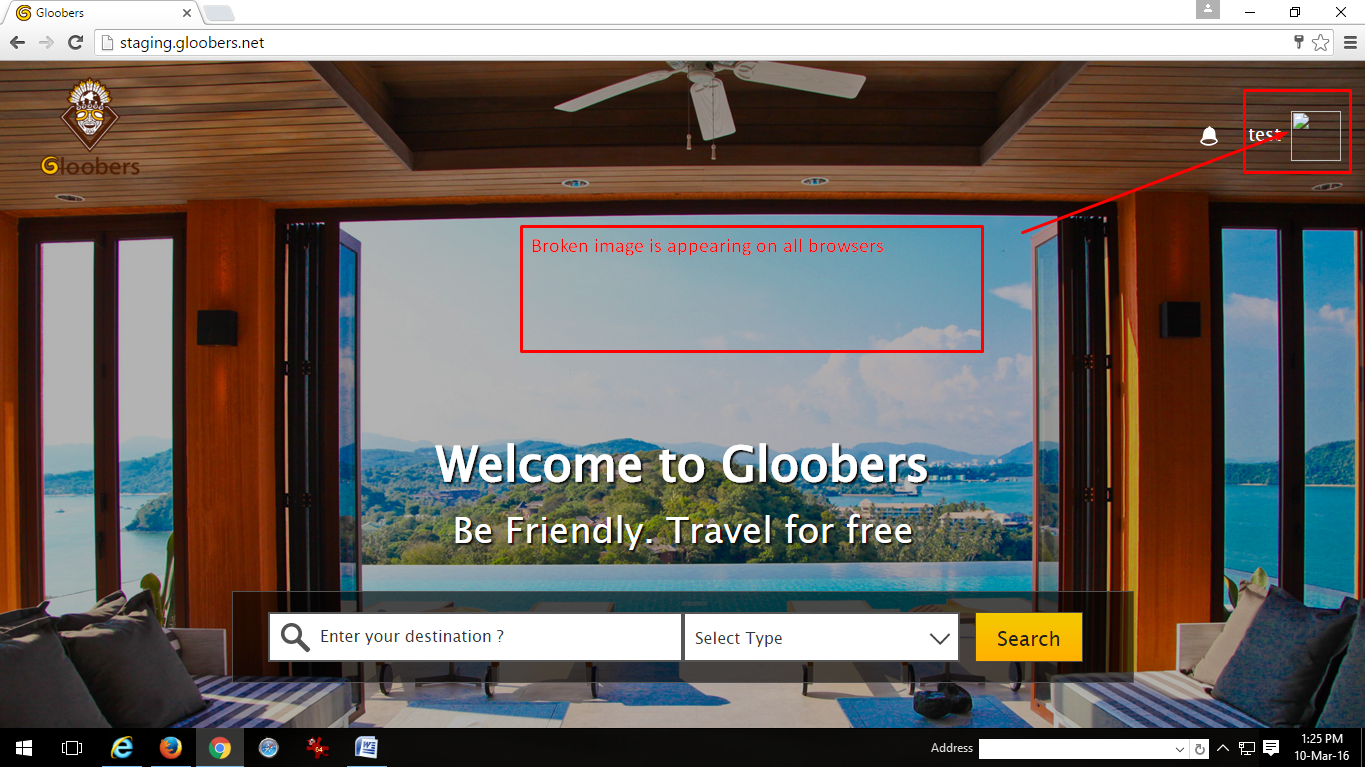 Gloobers
staging.gloobers.net
Gloobers
test
Broken image is appearing on all browsers
Welcome to Gloobers
Be Friendly. Travel for free
Enter your destination ?
Select Type
Search
Address
1:25 PM
10-Mar-16